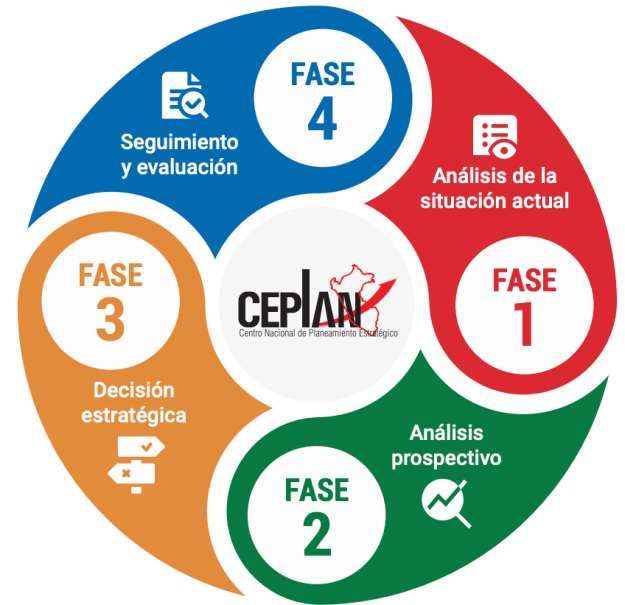 FASE
4
Seguimiento
y evaluación
Análisis de la
situación actual
FASE
1
FASE
3
Decisión
estratégica
CEPLAN
Centro Nacional de Planeamiento Estratégico
Análisis
prospectivo
FASE
2